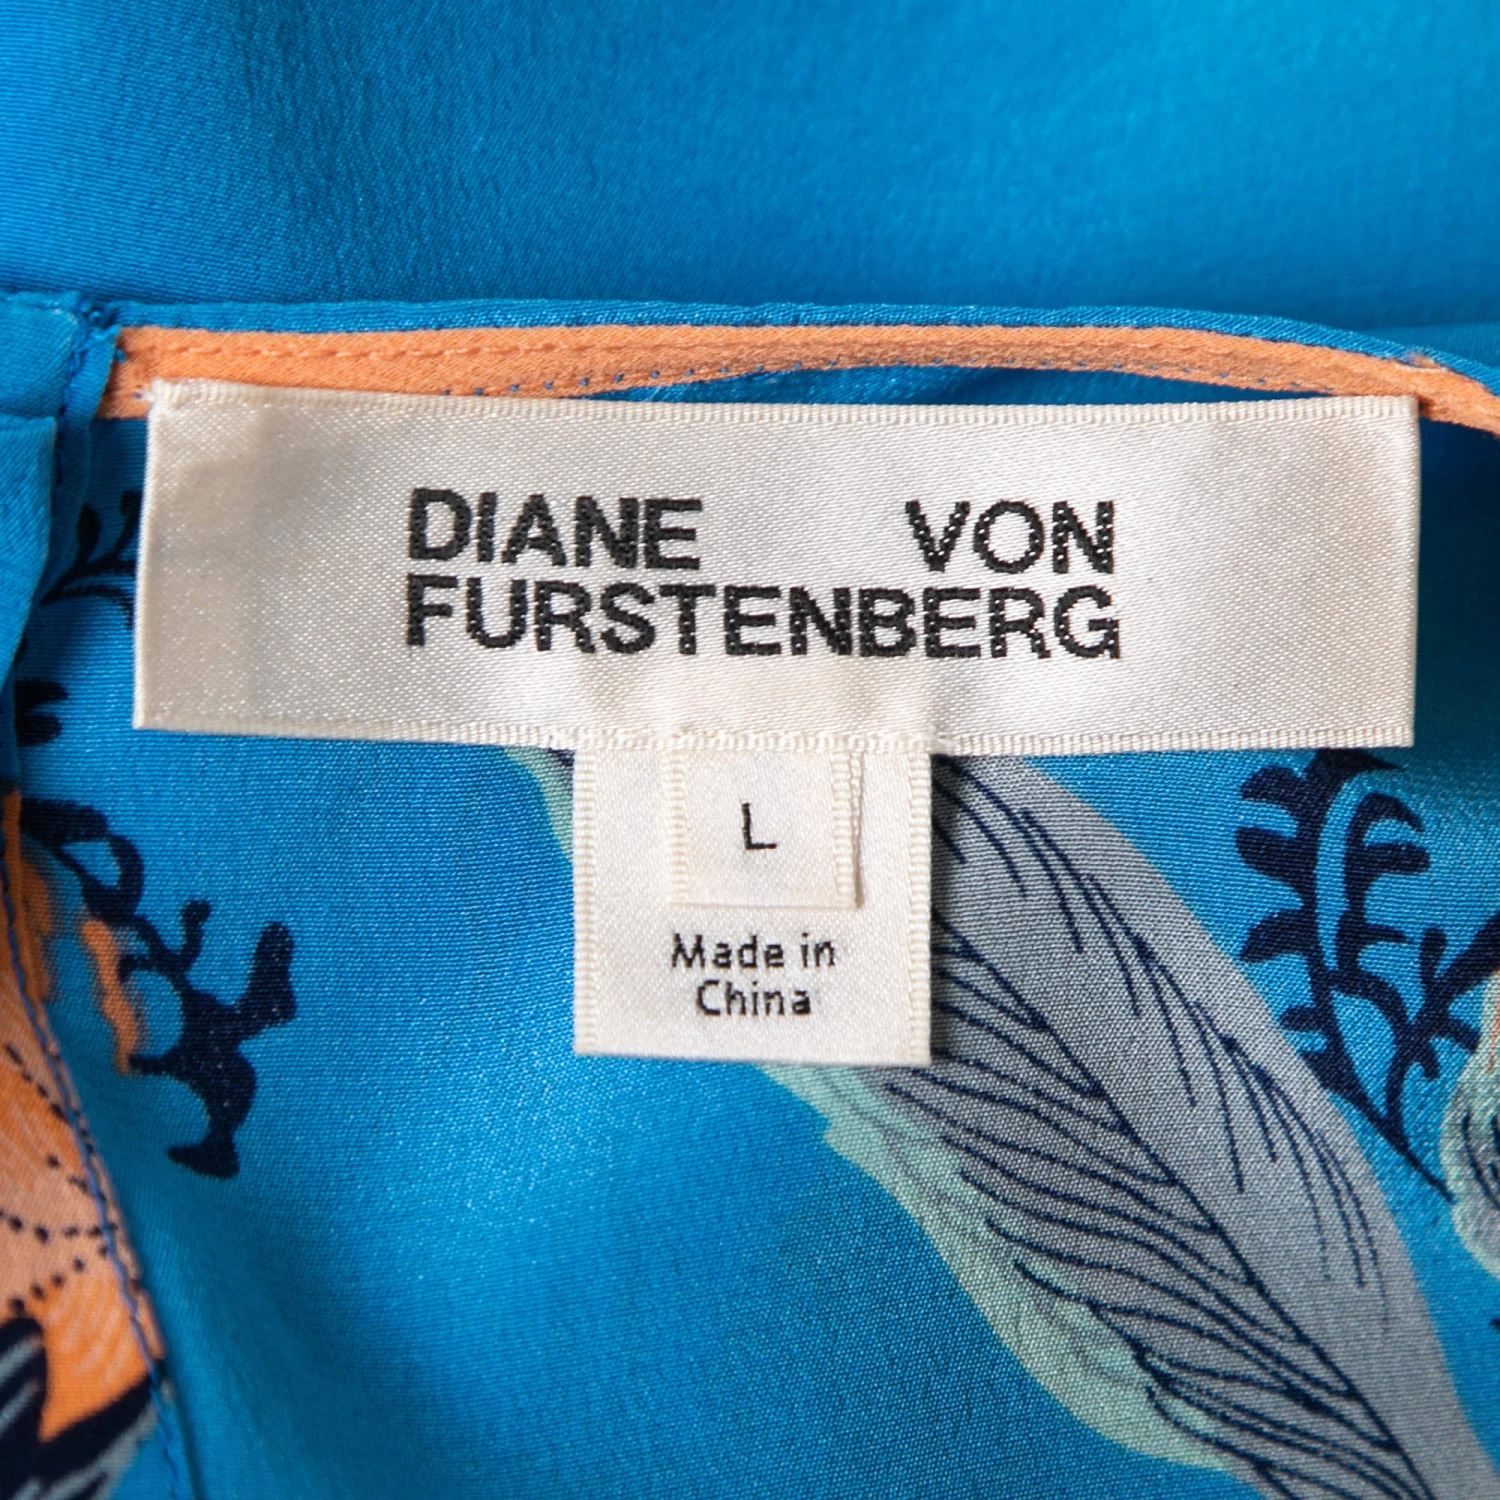 DIANE VON
FURSTENBERG
L
Made in
China